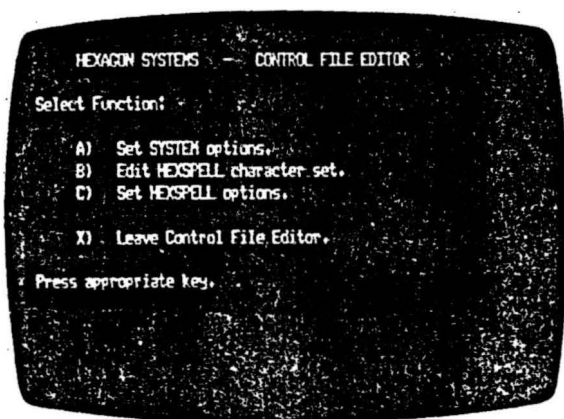 HEXAGON SYSTEMS — CONTROL FILE EDITOR
Select Function:
A) Set SYSTEM options.
B) Edit HEXSPELL character set.
C) Set HEXSPELL options.
X) Leave Control File Editor.
Press appropriate key.